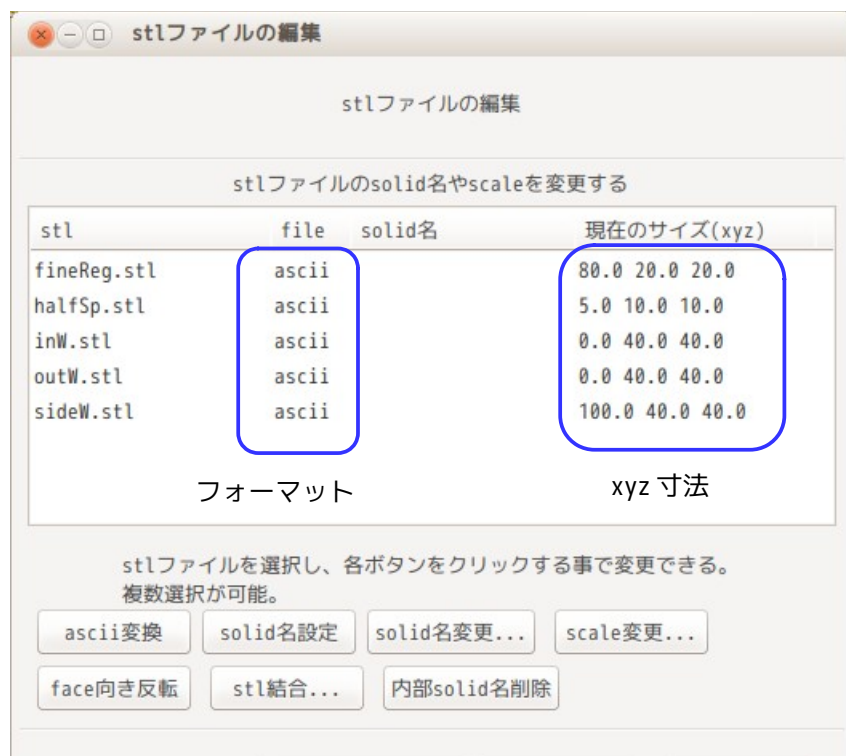 stlファイルの編集
stlファイルの編集
stlファイルのsolid名やscaleを変更する
stl file solid名 現在のサイズ(xyz)
fineReg.stl ascii 80.0 20.0 20.0
halfSp.stl ascii 5.0 10.0 10.0
inW.stl ascii 0.0 40.0 40.0
outW.stl ascii 0.0 40.0 40.0
sideW.stl ascii 100.0 40.0 40.0
フォーマット xyz 寸法
stlファイルを選択し、各ボタンをクリックする事で変更できる。
複数選択が可能。
ascii変換 solid名設定 solid名変更... scale変更...
face向き反転 stl結合... 内部solid名削除